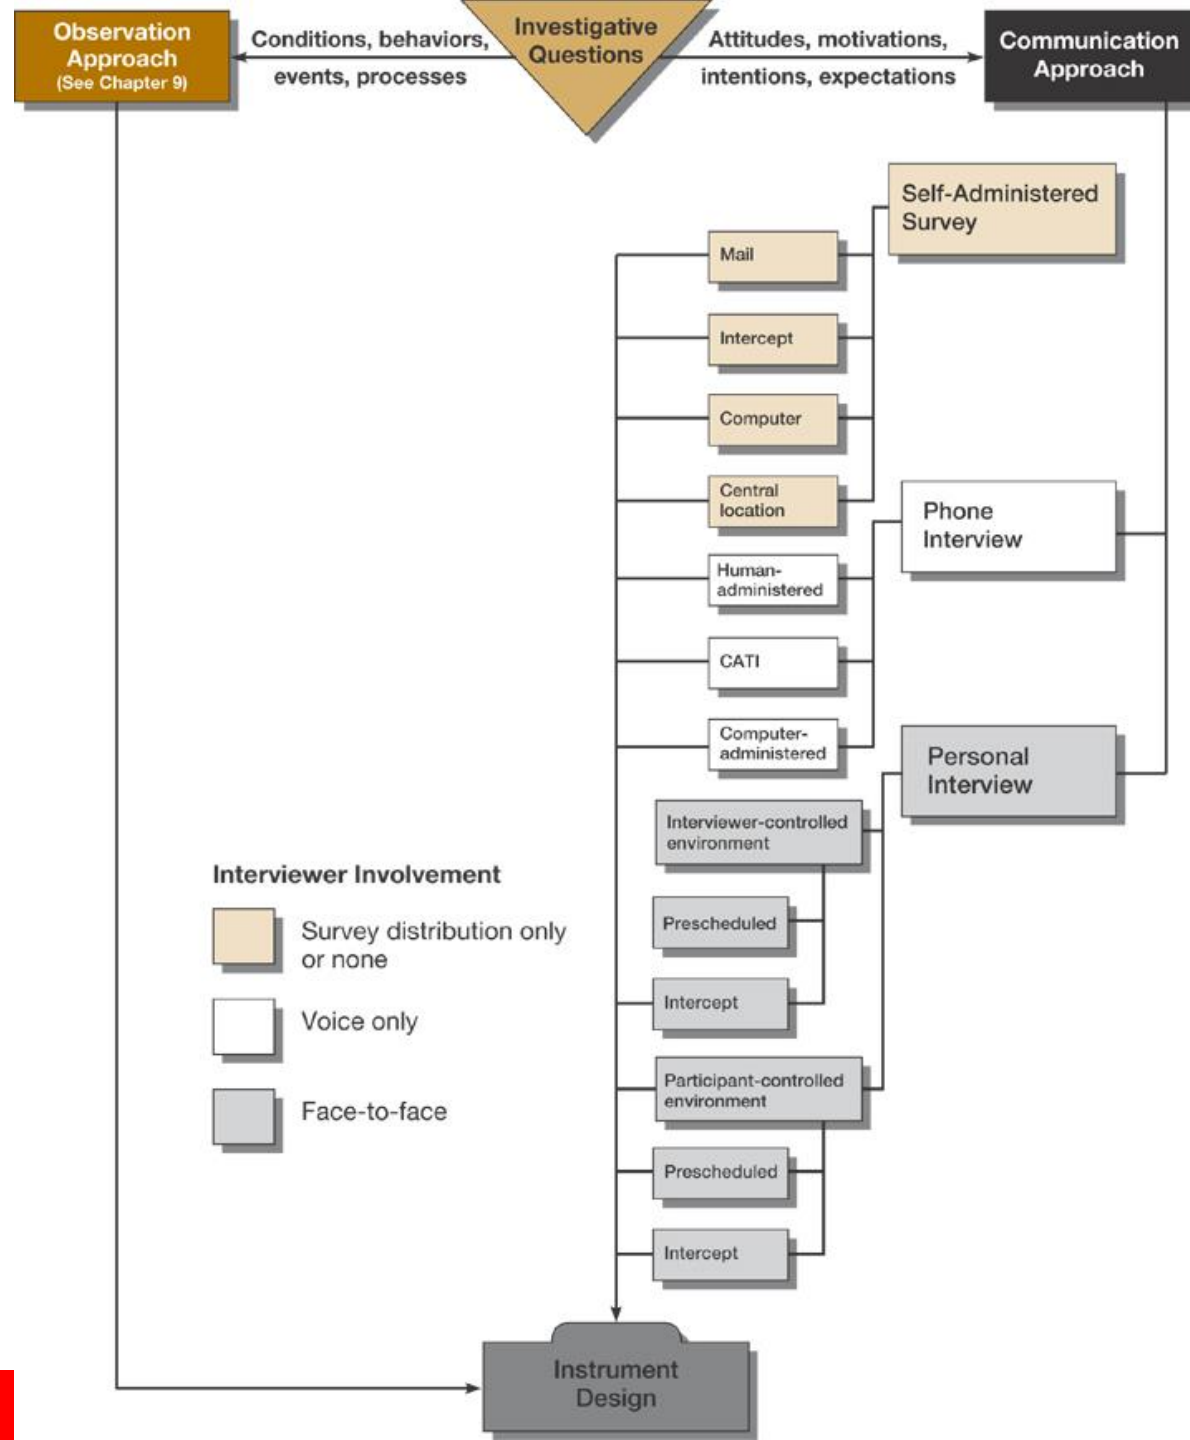 Observation
Approach
(See Chapter 9)
Conditions, behaviors,
events, processes
Investigative
Questions
Attitudes, motivations,
intentions, expectations
Communication
Approach
Self-Administered
Survey
Mail
Intercept
Computer
Central
location
Phone
Interview
Human-
administered
CATI
Computer-
administered
Personal
Interview
Interviewer-controlled
environment
Prescheduled
Intercept
Participant-controlled
environment
Prescheduled
Intercept
Interviewer Involvement
Survey distribution only
or none
Voice only
Face-to-face
Instrument
Design